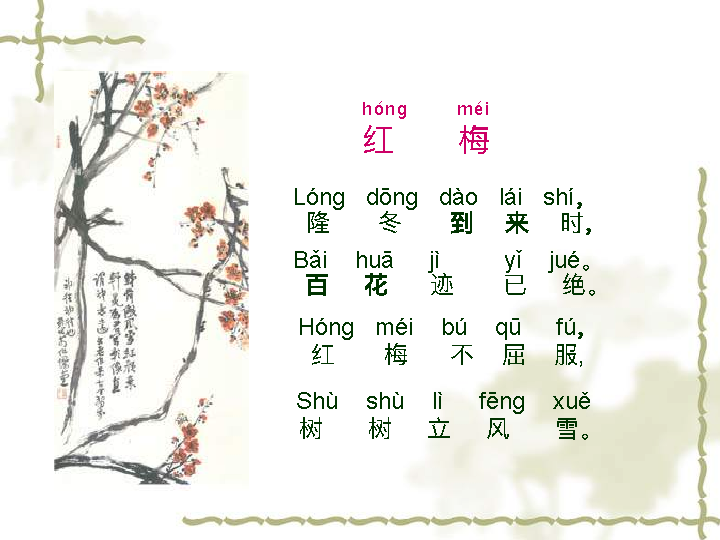 hóng méi
红 梅
Lóng dōng dào lái shí，
隆 冬 到 来 时，
Bǎi huā jì yǐ jué。
百 花 迹 已 绝。
Hóng méi bú qū fú，
红 梅 不 屈 服，
Shù shù lì fēng xuě
树 树 立 风 雪。